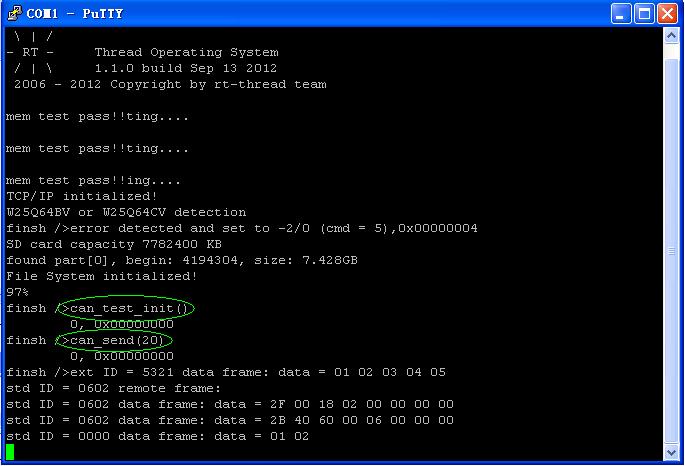 COM1 - PuTTY
 \ | /
- RT -     Thread Operating System
 / | \     1.1.0 build Sep 13 2012
 2006 - 2012 Copyright by rt-thread team
mem test pass!!ting....
mem test pass!!ting....
mem test pass!!ing....
TCP/IP initialized!
W25Q64BV or W25Q64CV detection
finsh />error detected and set to -2/0 (cmd = 5),0x00000004
SD card capacity 7782400 KB
found part[0], begin: 4194304, size: 7.428GB
File System initialized!
97%
finsh />can_test_init()
        0, 0x00000000
finsh />can_send(20)
        0, 0x00000000
finsh />ext ID = 5321 data frame: data = 01 02 03 04 05
std ID = 0602 remote frame:
std ID = 0602 data frame: data = 2F 00 18 02 00 00 00 00
std ID = 0602 data frame: data = 2B 40 60 00 06 00 00 00
std ID = 0000 data frame: data = 01 02